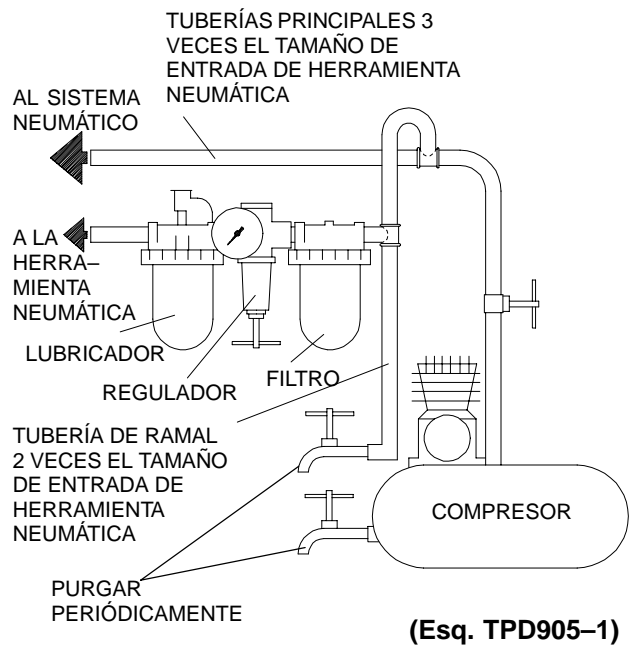 TUBERÍAS PRINCIPALES 3
VECES EL TAMAÑO DE
ENTRADA DE HERRAMIENTA
NEUMÁTICA
AL SISTEMA
NEUMÁTICO
A LA
HERRA–
MIENTA
NEUMÁTICA
LUBRICADOR
REGULADOR
FILTRO
TUBERÍA DE RAMAL
2 VECES EL TAMAÑO
DE ENTRADA DE
HERRAMIENTA
NEUMÁTICA
COMPRESOR
PURGAR
PERIÓDICAMENTE
(Esq. TPD905–1)